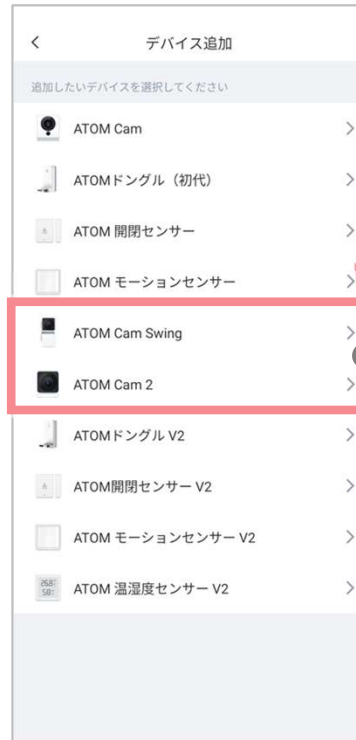 デバイス追加
追加したいデバイスを選択してください
ATOM Cam
ATOMドングル（初代）
ATOM 開閉センサー
ATOM モーションセンサー
ATOM Cam Swing
ATOM Cam 2
ATOMドングル V2
ATOM開閉センサー V2
ATOM モーションセンサー V2
ATOM 温湿度センサー V2